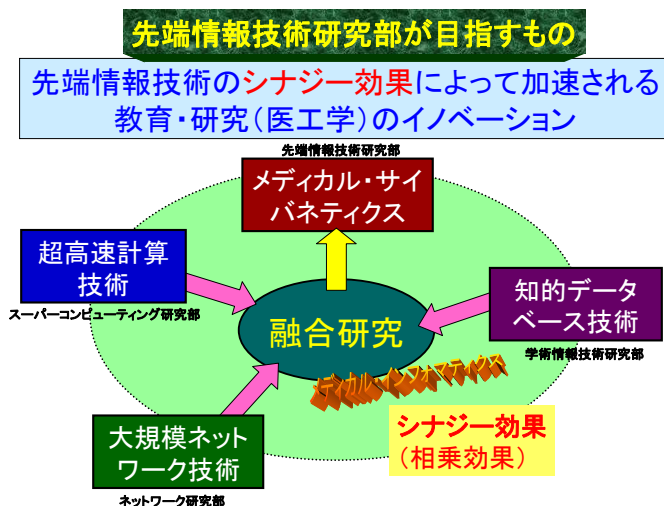 先端情報技術研究部が目指すもの
先端情報技術のシナジー効果によって加速される
教育・研究(医工学)のイノベーション
先端情報技術研究部
メディカル・サイ
バネティクス
超高速計算
技術
スーパーコンピューティング研究部
知的データ
ベース技術
学術情報技術研究部
融合研究
ディカル・インフォマティクス
大規模ネット
ワーク技術
ネットワーク研究部
シナジー効果
(相乗効果)